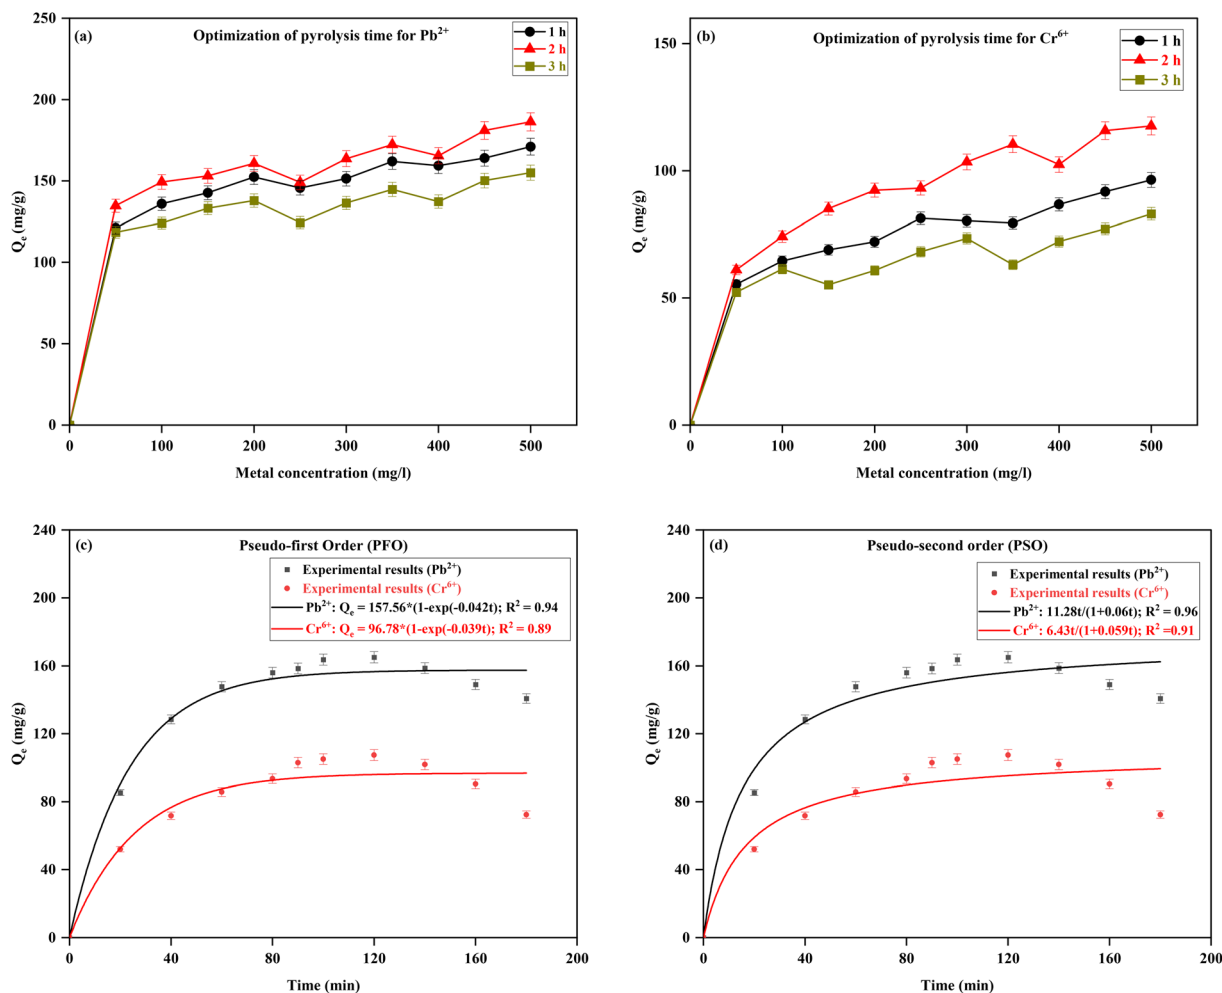 (a) Optimization of pyrolysis time for Pb²⁺
1 h
2 h
3 h
250
200
150
100
50
0
Qₑ (mg/g)
0 100 200 300 400 500
Metal concentration (mg/l)
(b) Optimization of pyrolysis time for Cr⁶⁺
1 h
2 h
3 h
150
100
50
0
Qₑ (mg/g)
0 100 200 300 400 500
Metal concentration (mg/l)
(c) Pseudo-first Order (PFO)
Experimental results (Pb²⁺)
Experimental results (Cr⁶⁺)
Pb²⁺: Qₑ = 157.56*(1-exp(-0.042t); R² = 0.94
Cr⁶⁺: Qₑ = 96.78*(1-exp(-0.039t); R² = 0.89
240
200
160
120
80
40
0
Qₑ (mg/g)
0 40 80 120 160 200
Time (min)
(d) Pseudo-second order (PSO)
Experimental results (Pb²⁺)
Experimental results (Cr⁶⁺)
Pb²⁺: 11.28t/(1+0.06t); R² = 0.96
Cr⁶⁺: 6.43t/(1+0.059t); R² =0.91
240
200
160
120
80
40
0
Qₑ (mg/g)
0 40 80 120 160 200
Time (min)